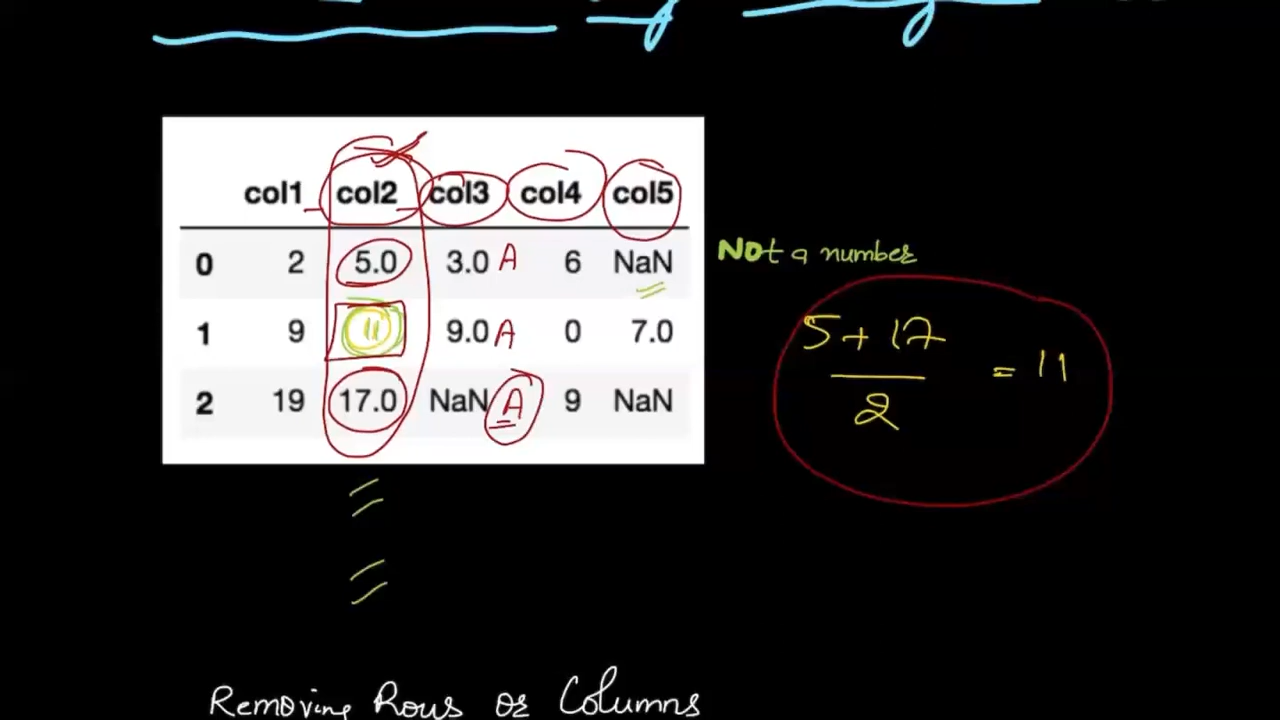 col1 col2 col3 col4 col5
0 2 5.0 3.0 A 6 NaN
NOt a number
1 9 11 9.0 A 0 7.0
5 + 17
2
= 11
2 19 17.0 NaN A 9 NaN
Removing Rows or Columns